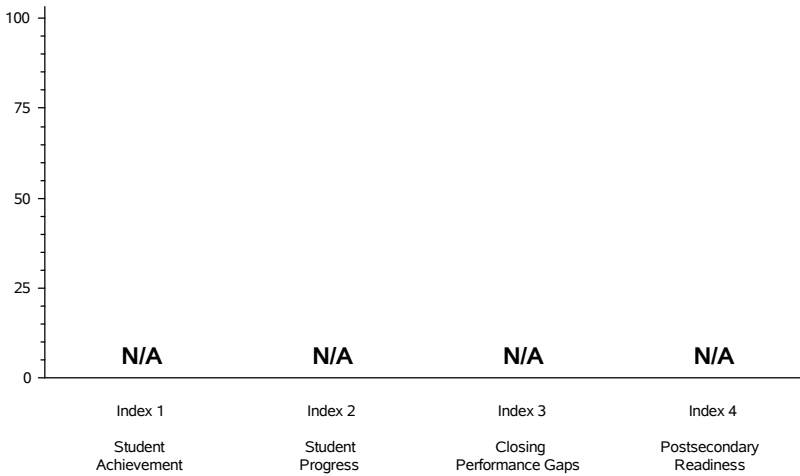 100
75
50
25
0
N/A N/A N/A N/A
Index 1 Index 2 Index 3 Index 4
Student Student Closing Postsecondary
Achievement Progress Performance Gaps Readiness